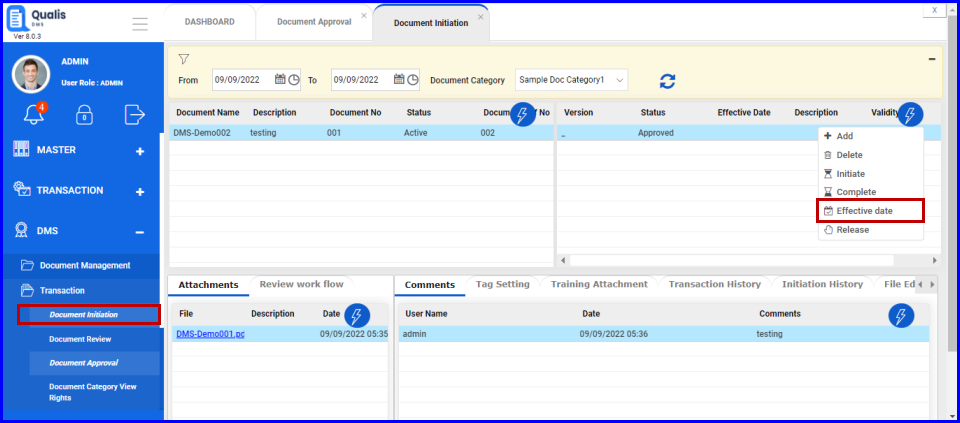 Qualis
DMS
Ver 8.0.3
DASHBOARD
Document Approval ×
Document Initiation ×
X
ADMIN
User Role : ADMIN
4
MASTER +
TRANSACTION +
DMS –
Document Management
Transaction
Document Initiation
Document Review
Document Approval
Document Category View
Rights
From 09/09/2022 To 09/09/2022 Document Category Sample Doc Category1
Document Name Description Document No Status Docum No
DMS-Demo002 testing 001 Active 002
Version Status Effective Date Description Validity
_ Approved
+ Add
Delete
Initiate
Complete
Effective date
Release
Attachments Review work flow
File Description Date
DMS-Demo001.pc 09/09/2022 05:35
Comments Tag Setting Training Attachment Transaction History Initiation History File Ed
User Name Date Comments
admin 09/09/2022 05:36 testing